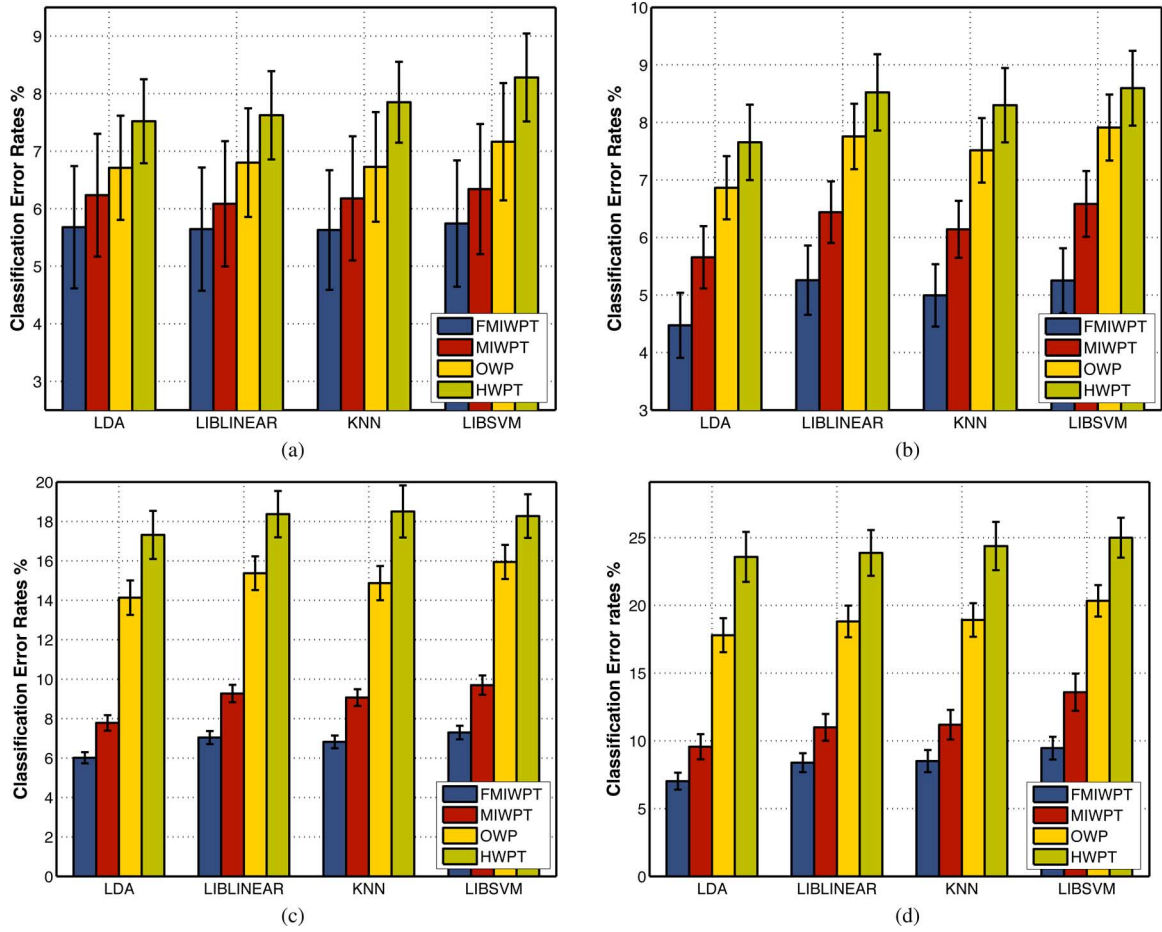 Classification Error Rates %
9
8
7
6
5
4
3
LDA LIBLINEAR KNN LIBSVM
FMIWPT
MIWPT
OWP
HWPT
(a)
Classification Error Rates %
10
9
8
7
6
5
4
3
LDA LIBLINEAR KNN LIBSVM
FMIWPT
MIWPT
OWP
HWPT
(b)
Classification Error Rates %
20
18
16
14
12
10
8
6
4
2
0
LDA LIBLINEAR KNN LIBSVM
FMIWPT
MIWPT
OWP
HWPT
(c)
Classification Error rates %
25
20
15
10
5
0
LDA LIBLINEAR KNN LIBSVM
FMIWPT
MIWPT
OWP
HWPT
(d)